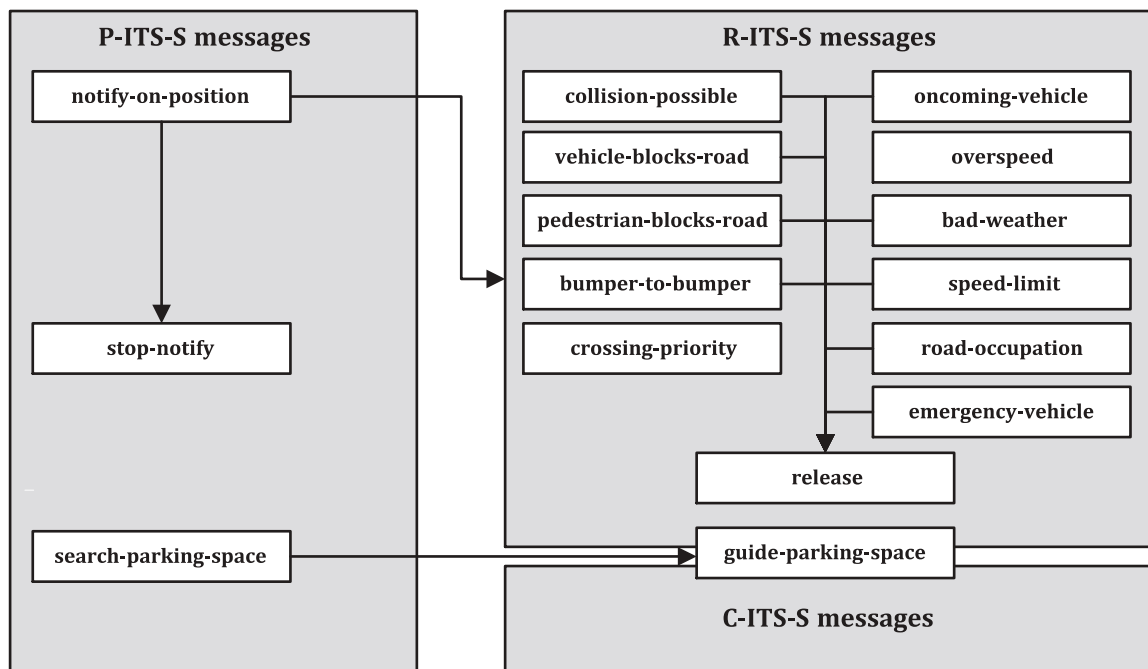 P-ITS-S messages
notify-on-position
stop-notify
search-parking-space
R-ITS-S messages
collision-possible
oncoming-vehicle
vehicle-blocks-road
overspeed
pedestrian-blocks-road
bad-weather
bumper-to-bumper
speed-limit
crossing-priority
road-occupation
emergency-vehicle
release
guide-parking-space
C-ITS-S messages